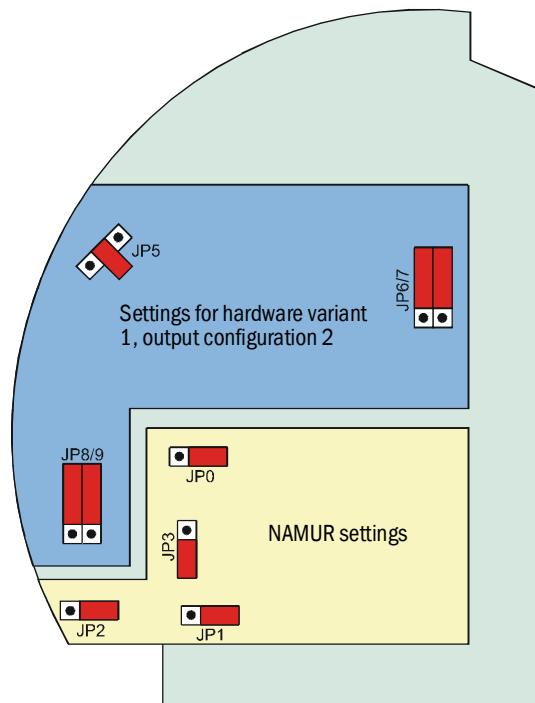 JP5
JP6/7
Settings for hardware variant
1, output configuration 2
JP8/9
JP0
JP3
NAMUR settings
JP2
JP1